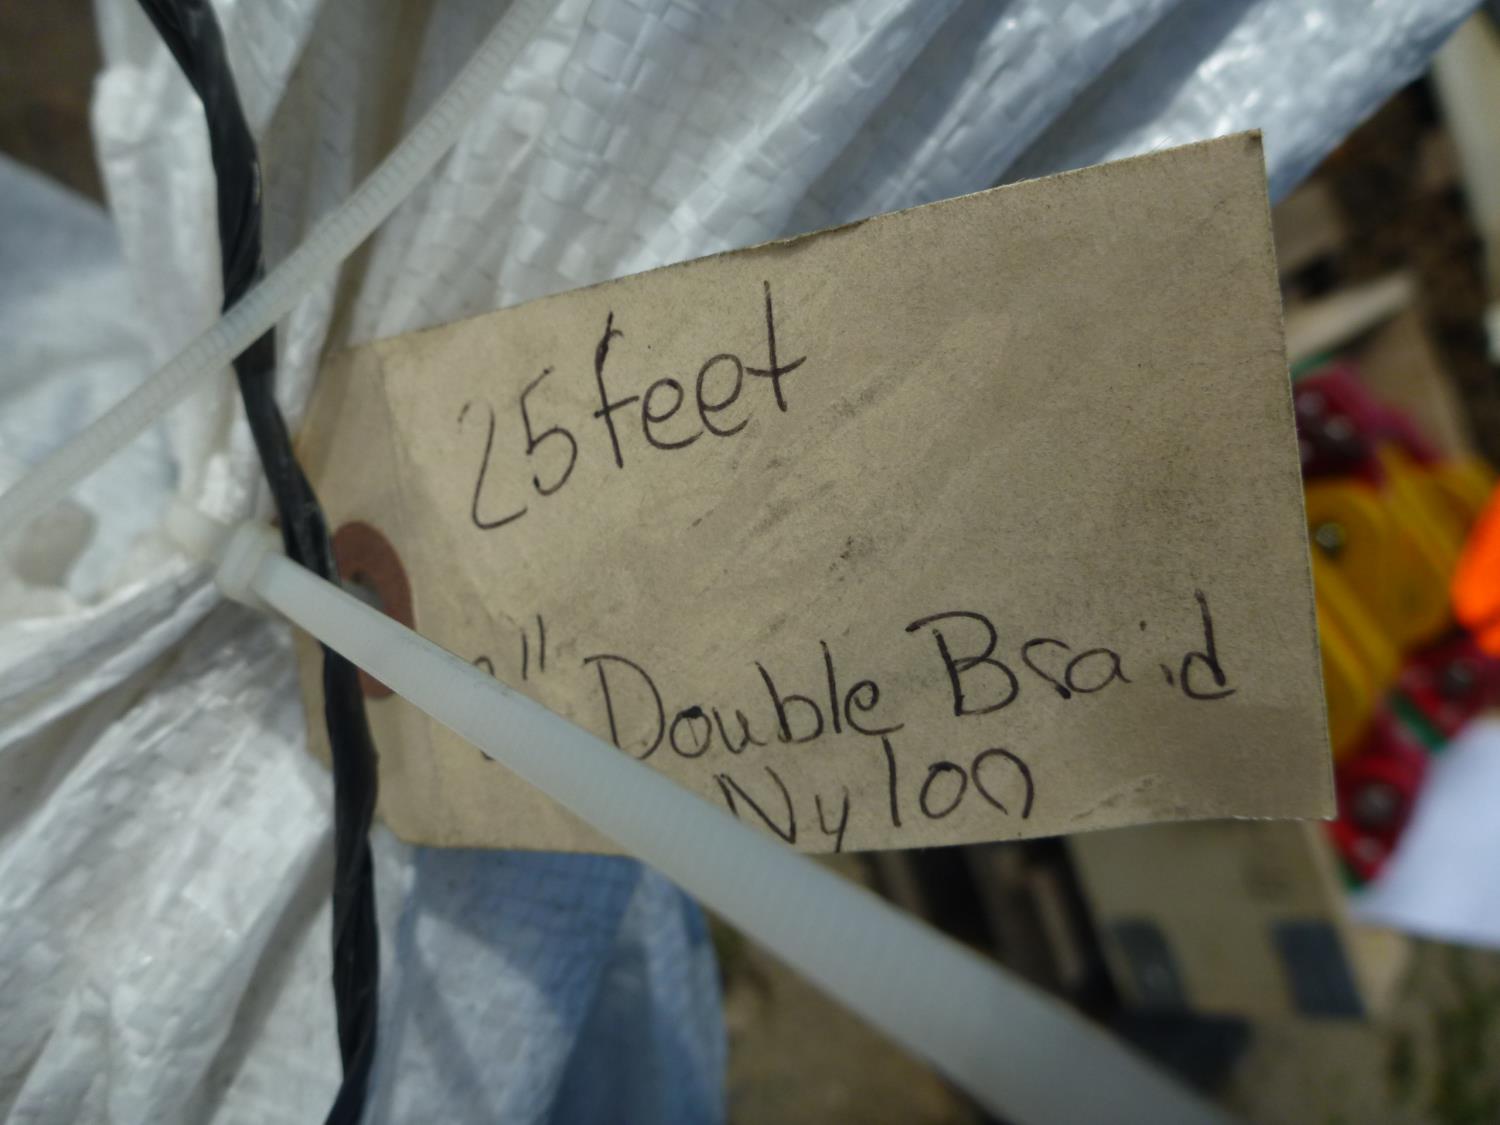 25 feet
" Double Braid
Nylon